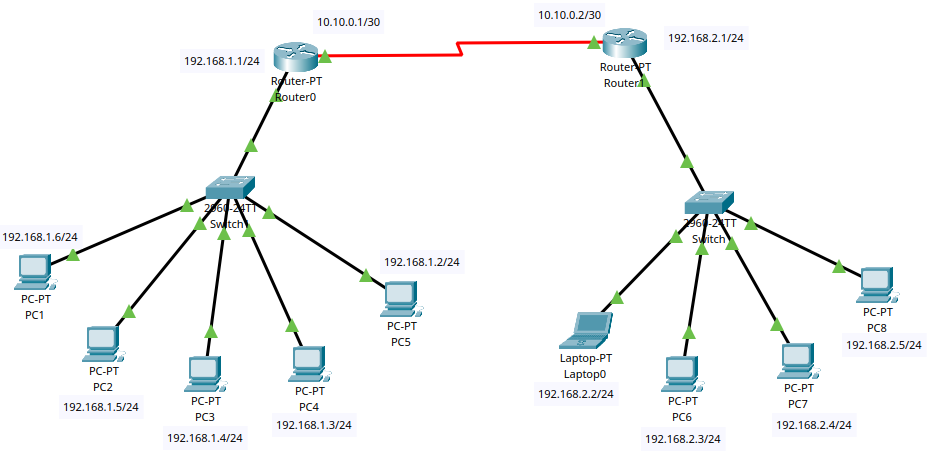 10.10.0.1/30
10.10.0.2/30
192.168.1.1/24
192.168.2.1/24
Router-PT
Router0
Router-PT
Router1
2960-24TT
Switch
2960-24TT
Switch
192.168.1.6/24
PC-PT
PC1
192.168.1.2/24
PC-PT
PC5
PC-PT
PC2
192.168.1.5/24
PC-PT
PC3
192.168.1.4/24
PC-PT
PC4
192.168.1.3/24
Laptop-PT
Laptop0
192.168.2.2/24
PC-PT
PC6
192.168.2.3/24
PC-PT
PC7
192.168.2.4/24
PC-PT
PC8
192.168.2.5/24